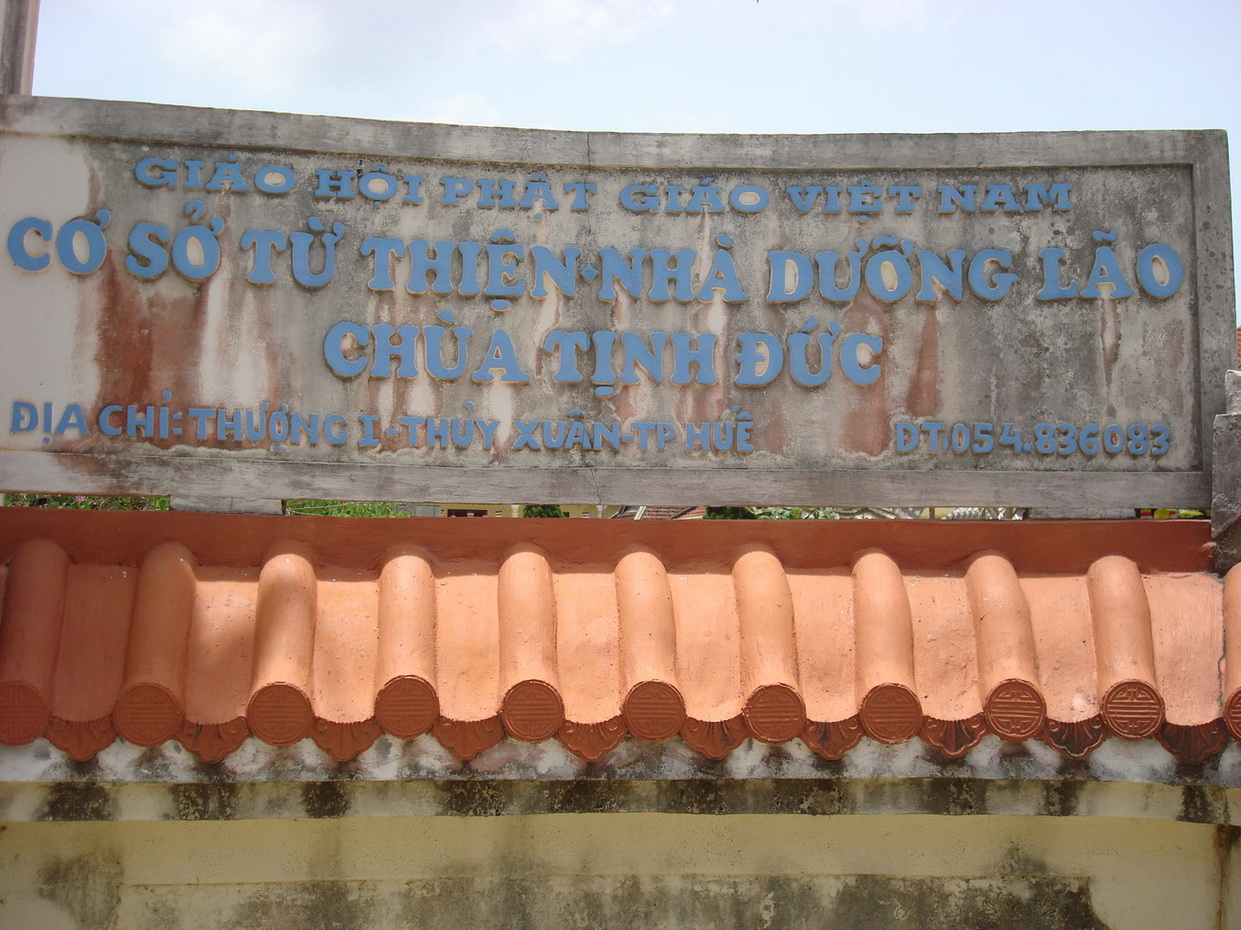 GIÁO HỘI PHẬT GIÁO VIỆT NAM
CƠ SỞ TỪ THIỆN·NHÀ DƯỠNG LÃO
CHÙA TỊNH ĐỨC
ĐỊA CHỈ: THƯỢNG I-THỦY XUÂN-TP HUẾ ĐT.054.836083